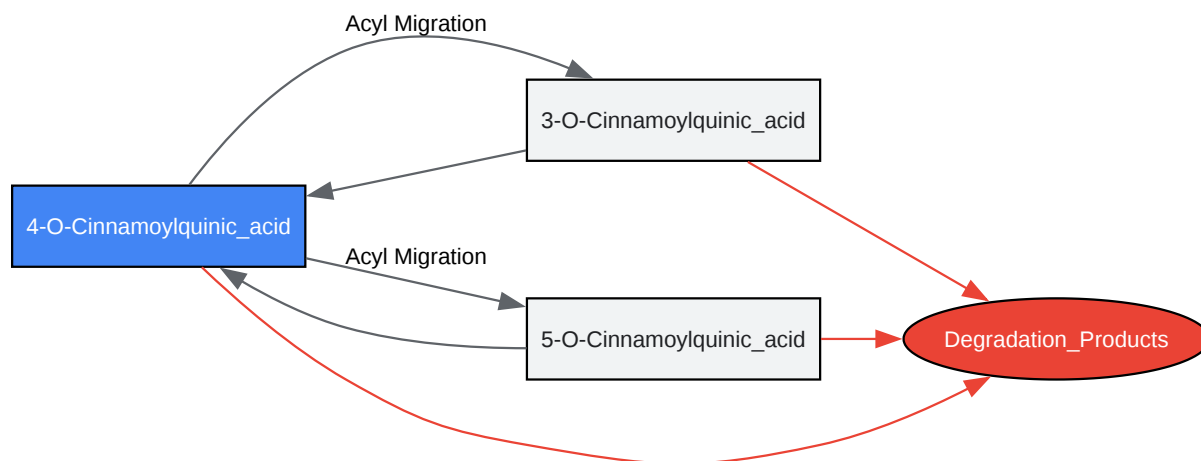 Acyl Migration
3-O-Cinnamoylquinic_acid
4-O-Cinnamoylquinic_acid
Acyl Migration
5-O-Cinnamoylquinic_acid
Degradation_Products